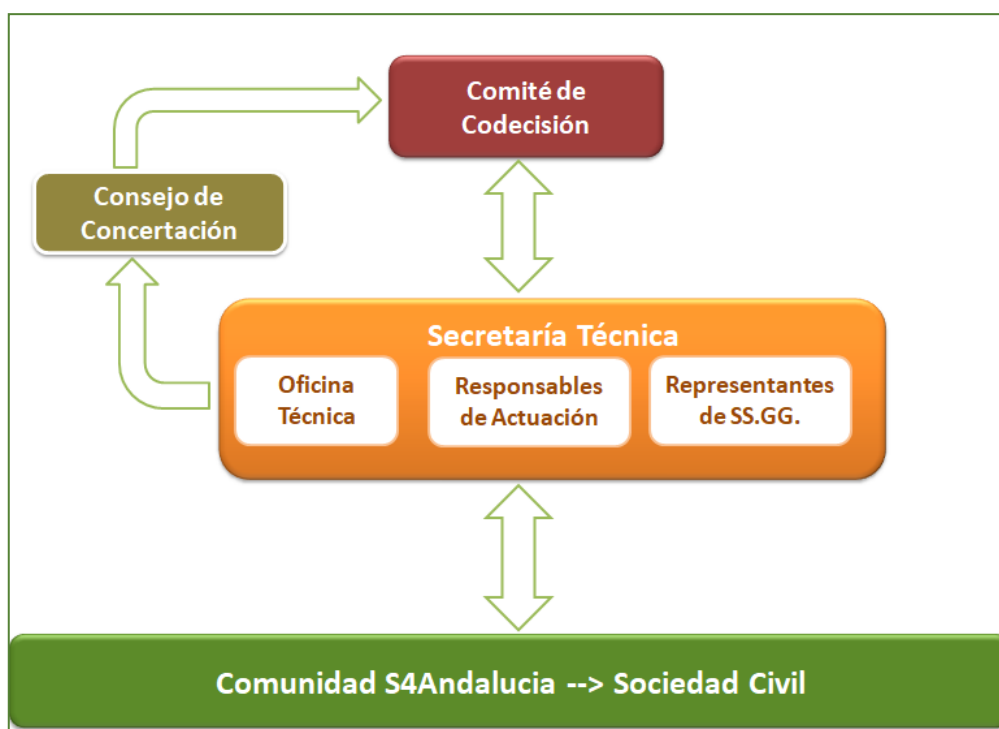 Comité de
Codecisión
Consejo de
Concertación
Secretaría Técnica
Oficina
Técnica
Responsables
de Actuación
Representantes
de SS.GG.
Comunidad S4Andalucia --> Sociedad Civil